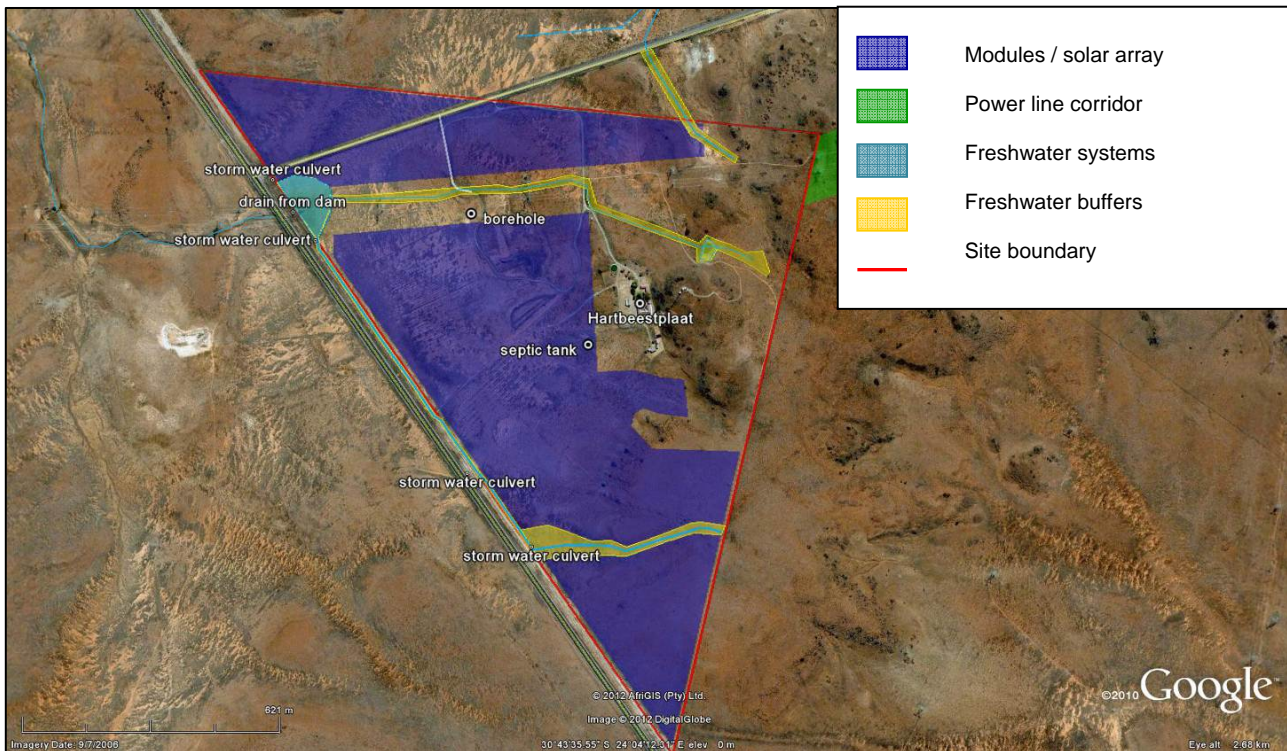 Modules / solar array
Power line corridor
Freshwater systems
Freshwater buffers
Site boundary
storm water culvert
drain from dam
borehole
storm water culvert
Hartbeestplaat
septic tank
storm water culvert
storm water culvert
© 2012 AfriGIS (Pty) Ltd.
Image © 2012 DigitalGlobe
©2010 Google
621 m
Imagery Date: 9/7/2006
30°43'35.55" S 24°04'12.31" E elev 0 m
Eye alt 2.68 km